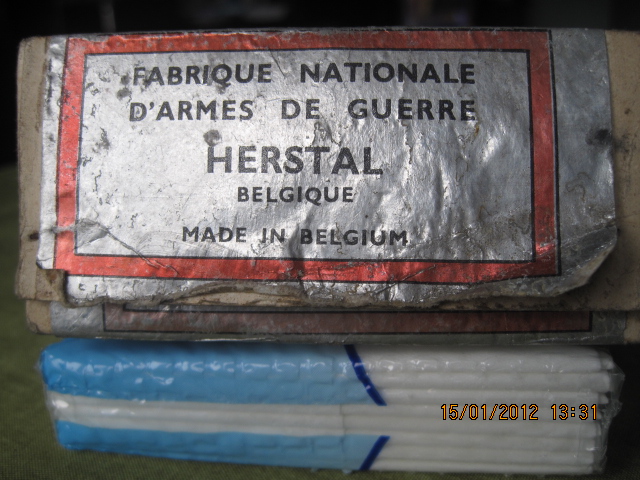 FABRIQUE NATIONALE
D'ARMES DE GUERRE
HERSTAL
BELGIQUE
MADE IN BELGIUM
15/01/2012 13:31